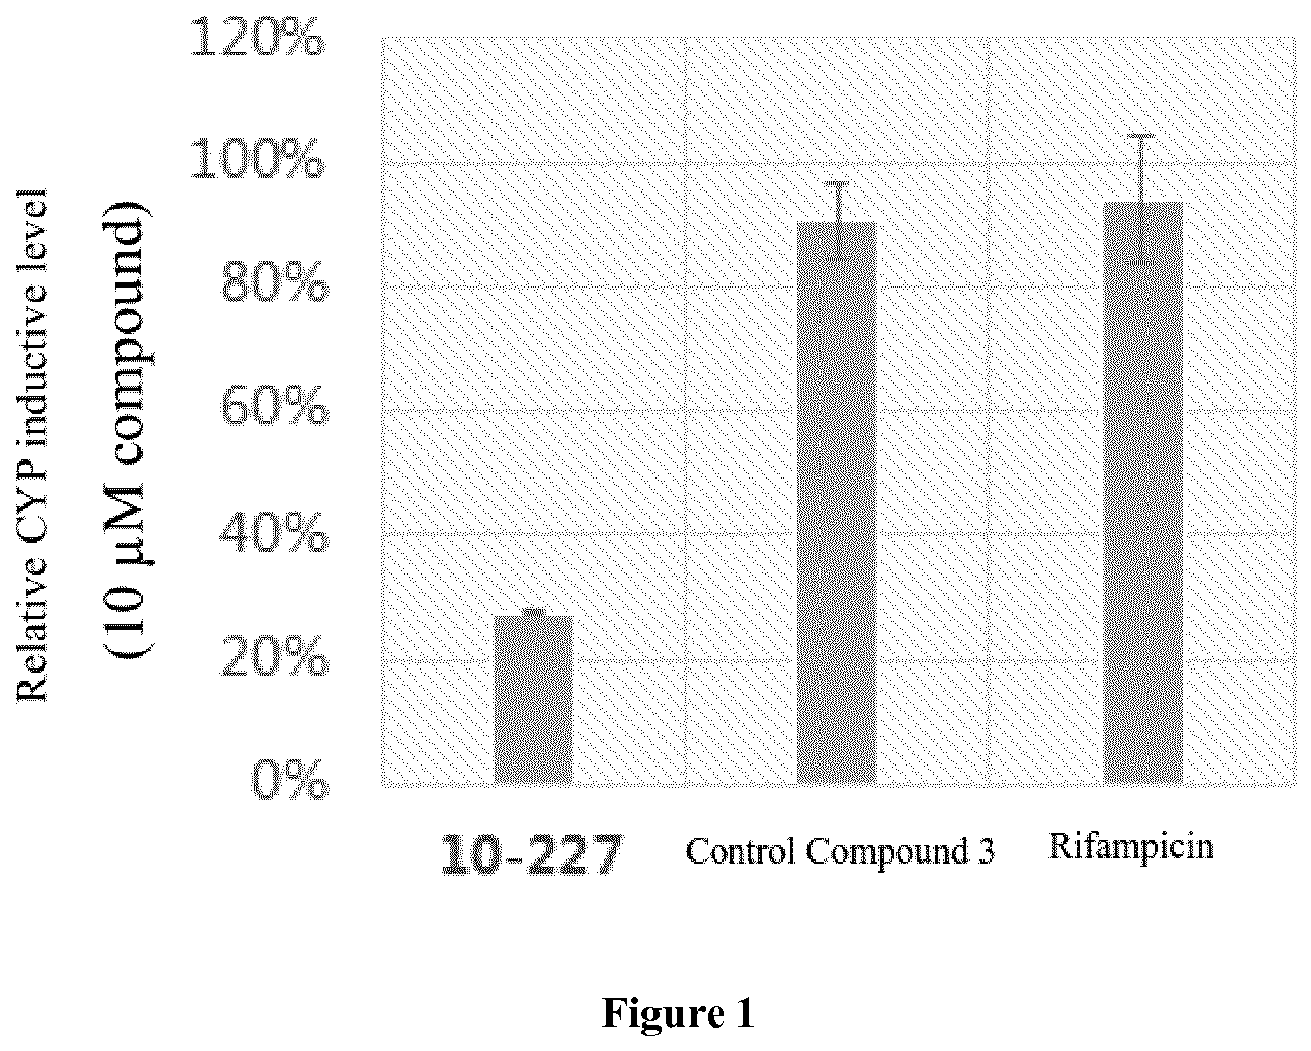 Relative CYP inductive level
(10 μM compound)
120%
100%
80%
60%
40%
20%
0%
10-227
Control Compound 3
Rifampicin
Figure 1